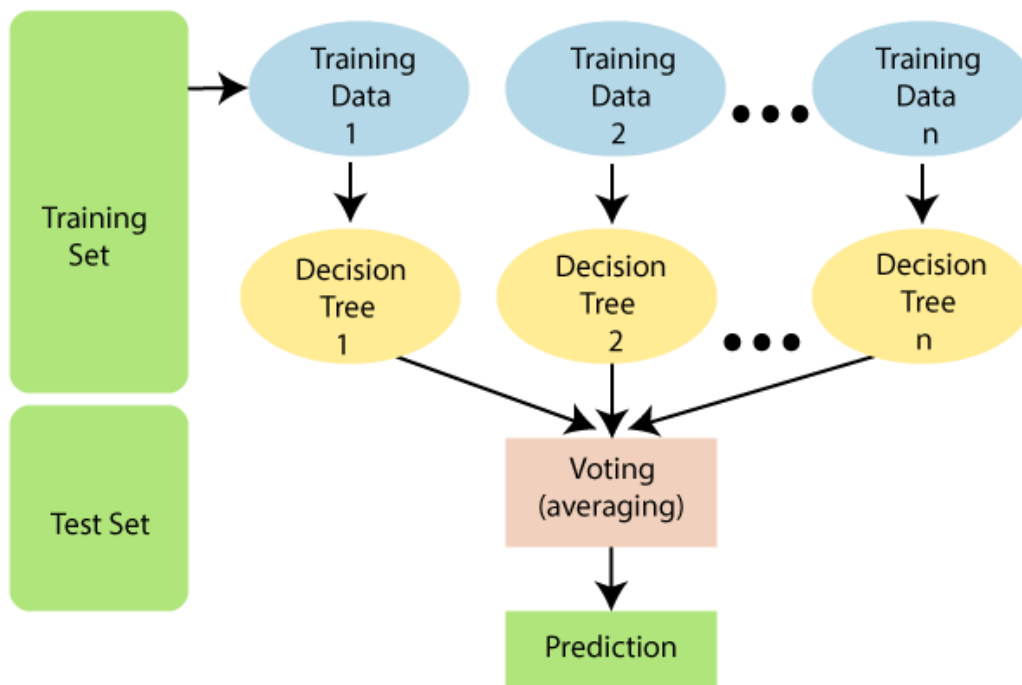 Training
Set
Test Set
Training
Data
1
Training
Data
2
Training
Data
n
Decision
Tree
1
Decision
Tree
2
Decision
Tree
n
Voting
(averaging)
Prediction